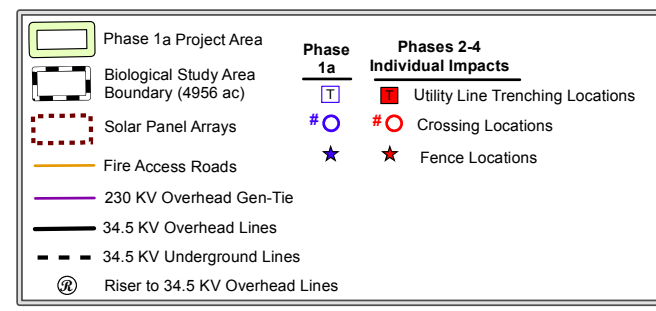 Phase 1a Project Area
Biological Study Area
Boundary (4956 ac)
Solar Panel Arrays
Fire Access Roads
230 KV Overhead Gen-Tie
34.5 KV Overhead Lines
34.5 KV Underground Lines
R Riser to 34.5 KV Overhead Lines
Phase
1a
Phases 2-4
Individual Impacts
T T Utility Line Trenching Locations
# # Crossing Locations
Fence Locations